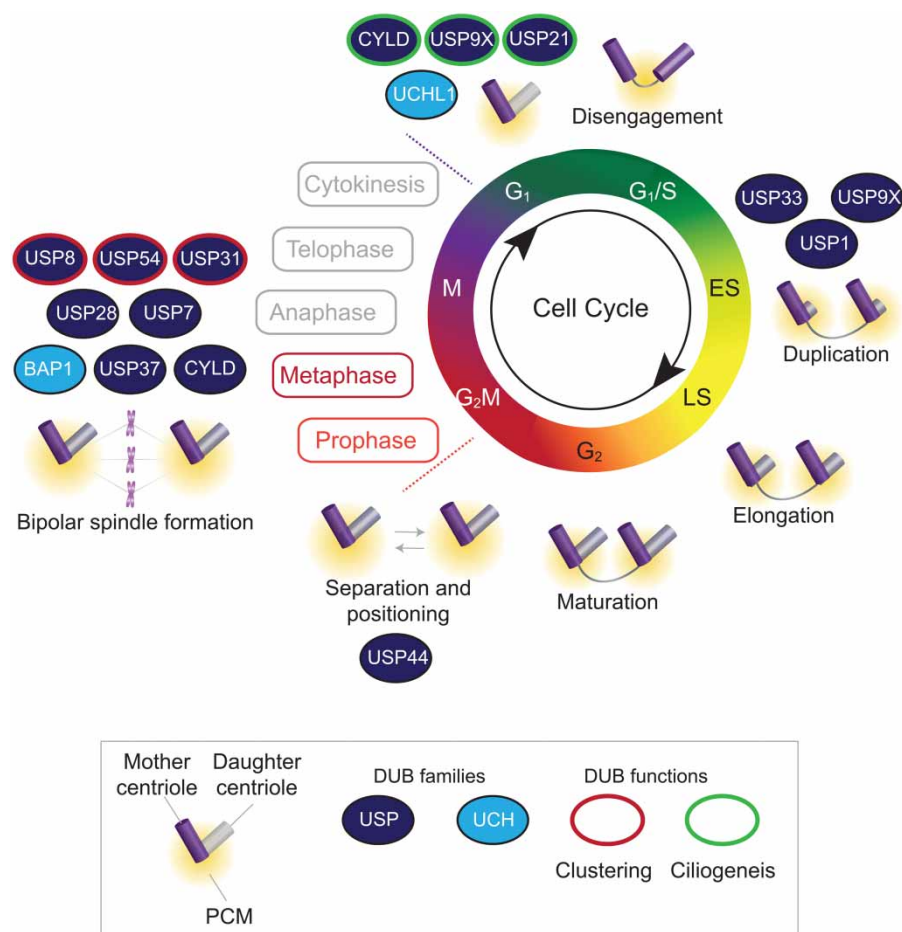 CYLD USP9X USP21
UCHL1
Disengagement
Cytokinesis
G₁ G₁/S
USP33 USP9X
USP1
Telophase
USP8 USP54 USP31
M
Cell Cycle
ES
Anaphase
USP28 USP7
Duplication
BAP1 USP37 CYLD
Metaphase
G₂M
LS
Prophase
G₂
Elongation
Bipolar spindle formation
Separation and
positioning
Maturation
USP44
Mother
centriole
Daughter
centriole
PCM
DUB families
USP
UCH
DUB functions
Clustering
Ciliogeneis